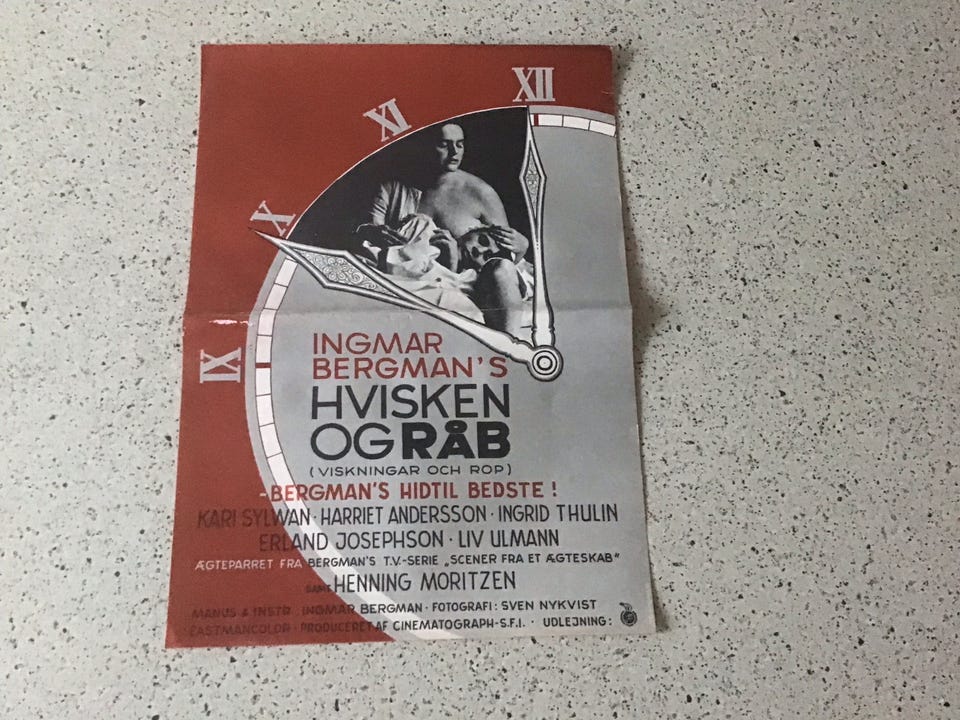 XII
XI
X
IX
INGMAR
BERGMAN'S
HVISKEN
OG RÅB
(VISKNINGAR OCH ROP)
-BERGMAN'S HIDTIL BEDSTE!
KARI SYLWAN · HARRIET ANDERSSON · INGRID THULIN
ERLAND JOSEPHSON · LIV ULMANN
ÆGTEPARRET FRA BERGMAN'S T.V.-SERIE „SCENER FRA ET ÆGTESKAB"
SAMT HENNING MORITZEN
MANUS & INSTR. INGMAR BERGMAN · FOTOGRAFI: SVEN NYKVIST
EASTMANCOLOR · PRODUCERET AF CINEMATOGRAPH-S.F.I. · UDLEJNING: